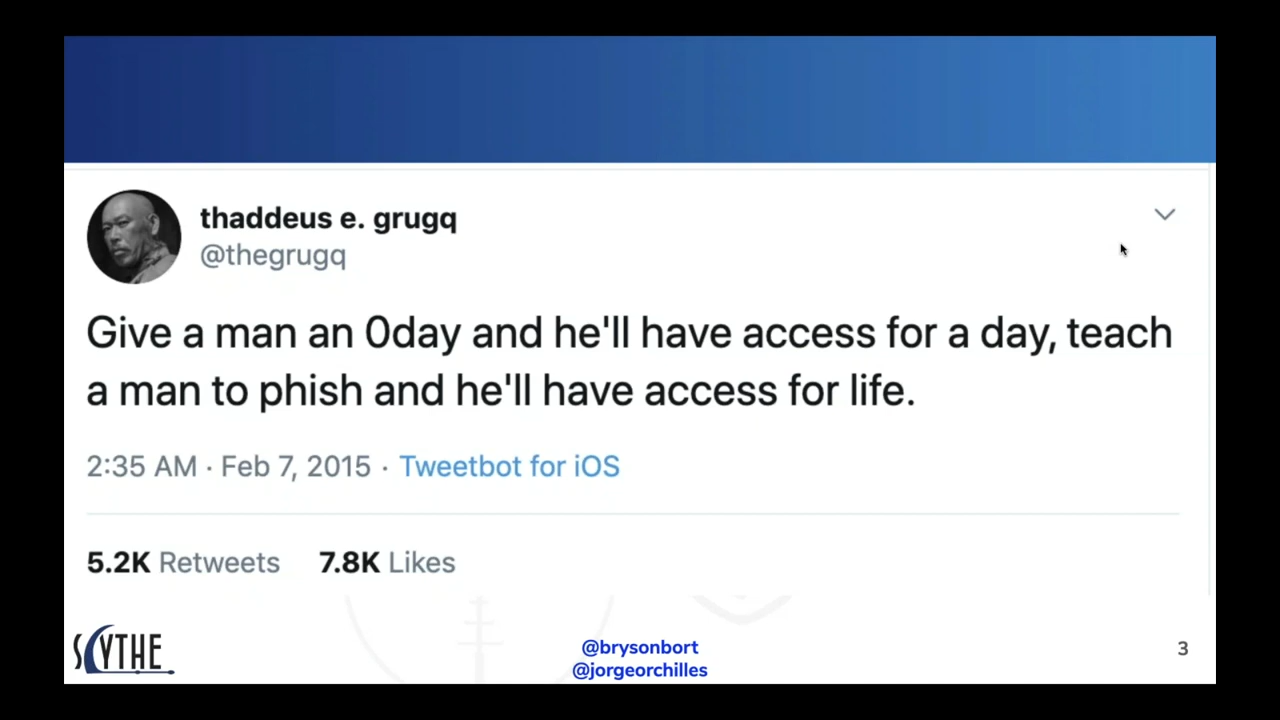 thaddeus e. grugq
@thegrugq
Give a man an 0day and he'll have access for a day, teach
a man to phish and he'll have access for life.
2:35 AM · Feb 7, 2015 · Tweetbot for iOS
5.2K Retweets 7.8K Likes
SCYTHE
@brysonbort
@jorgeorchilles
3